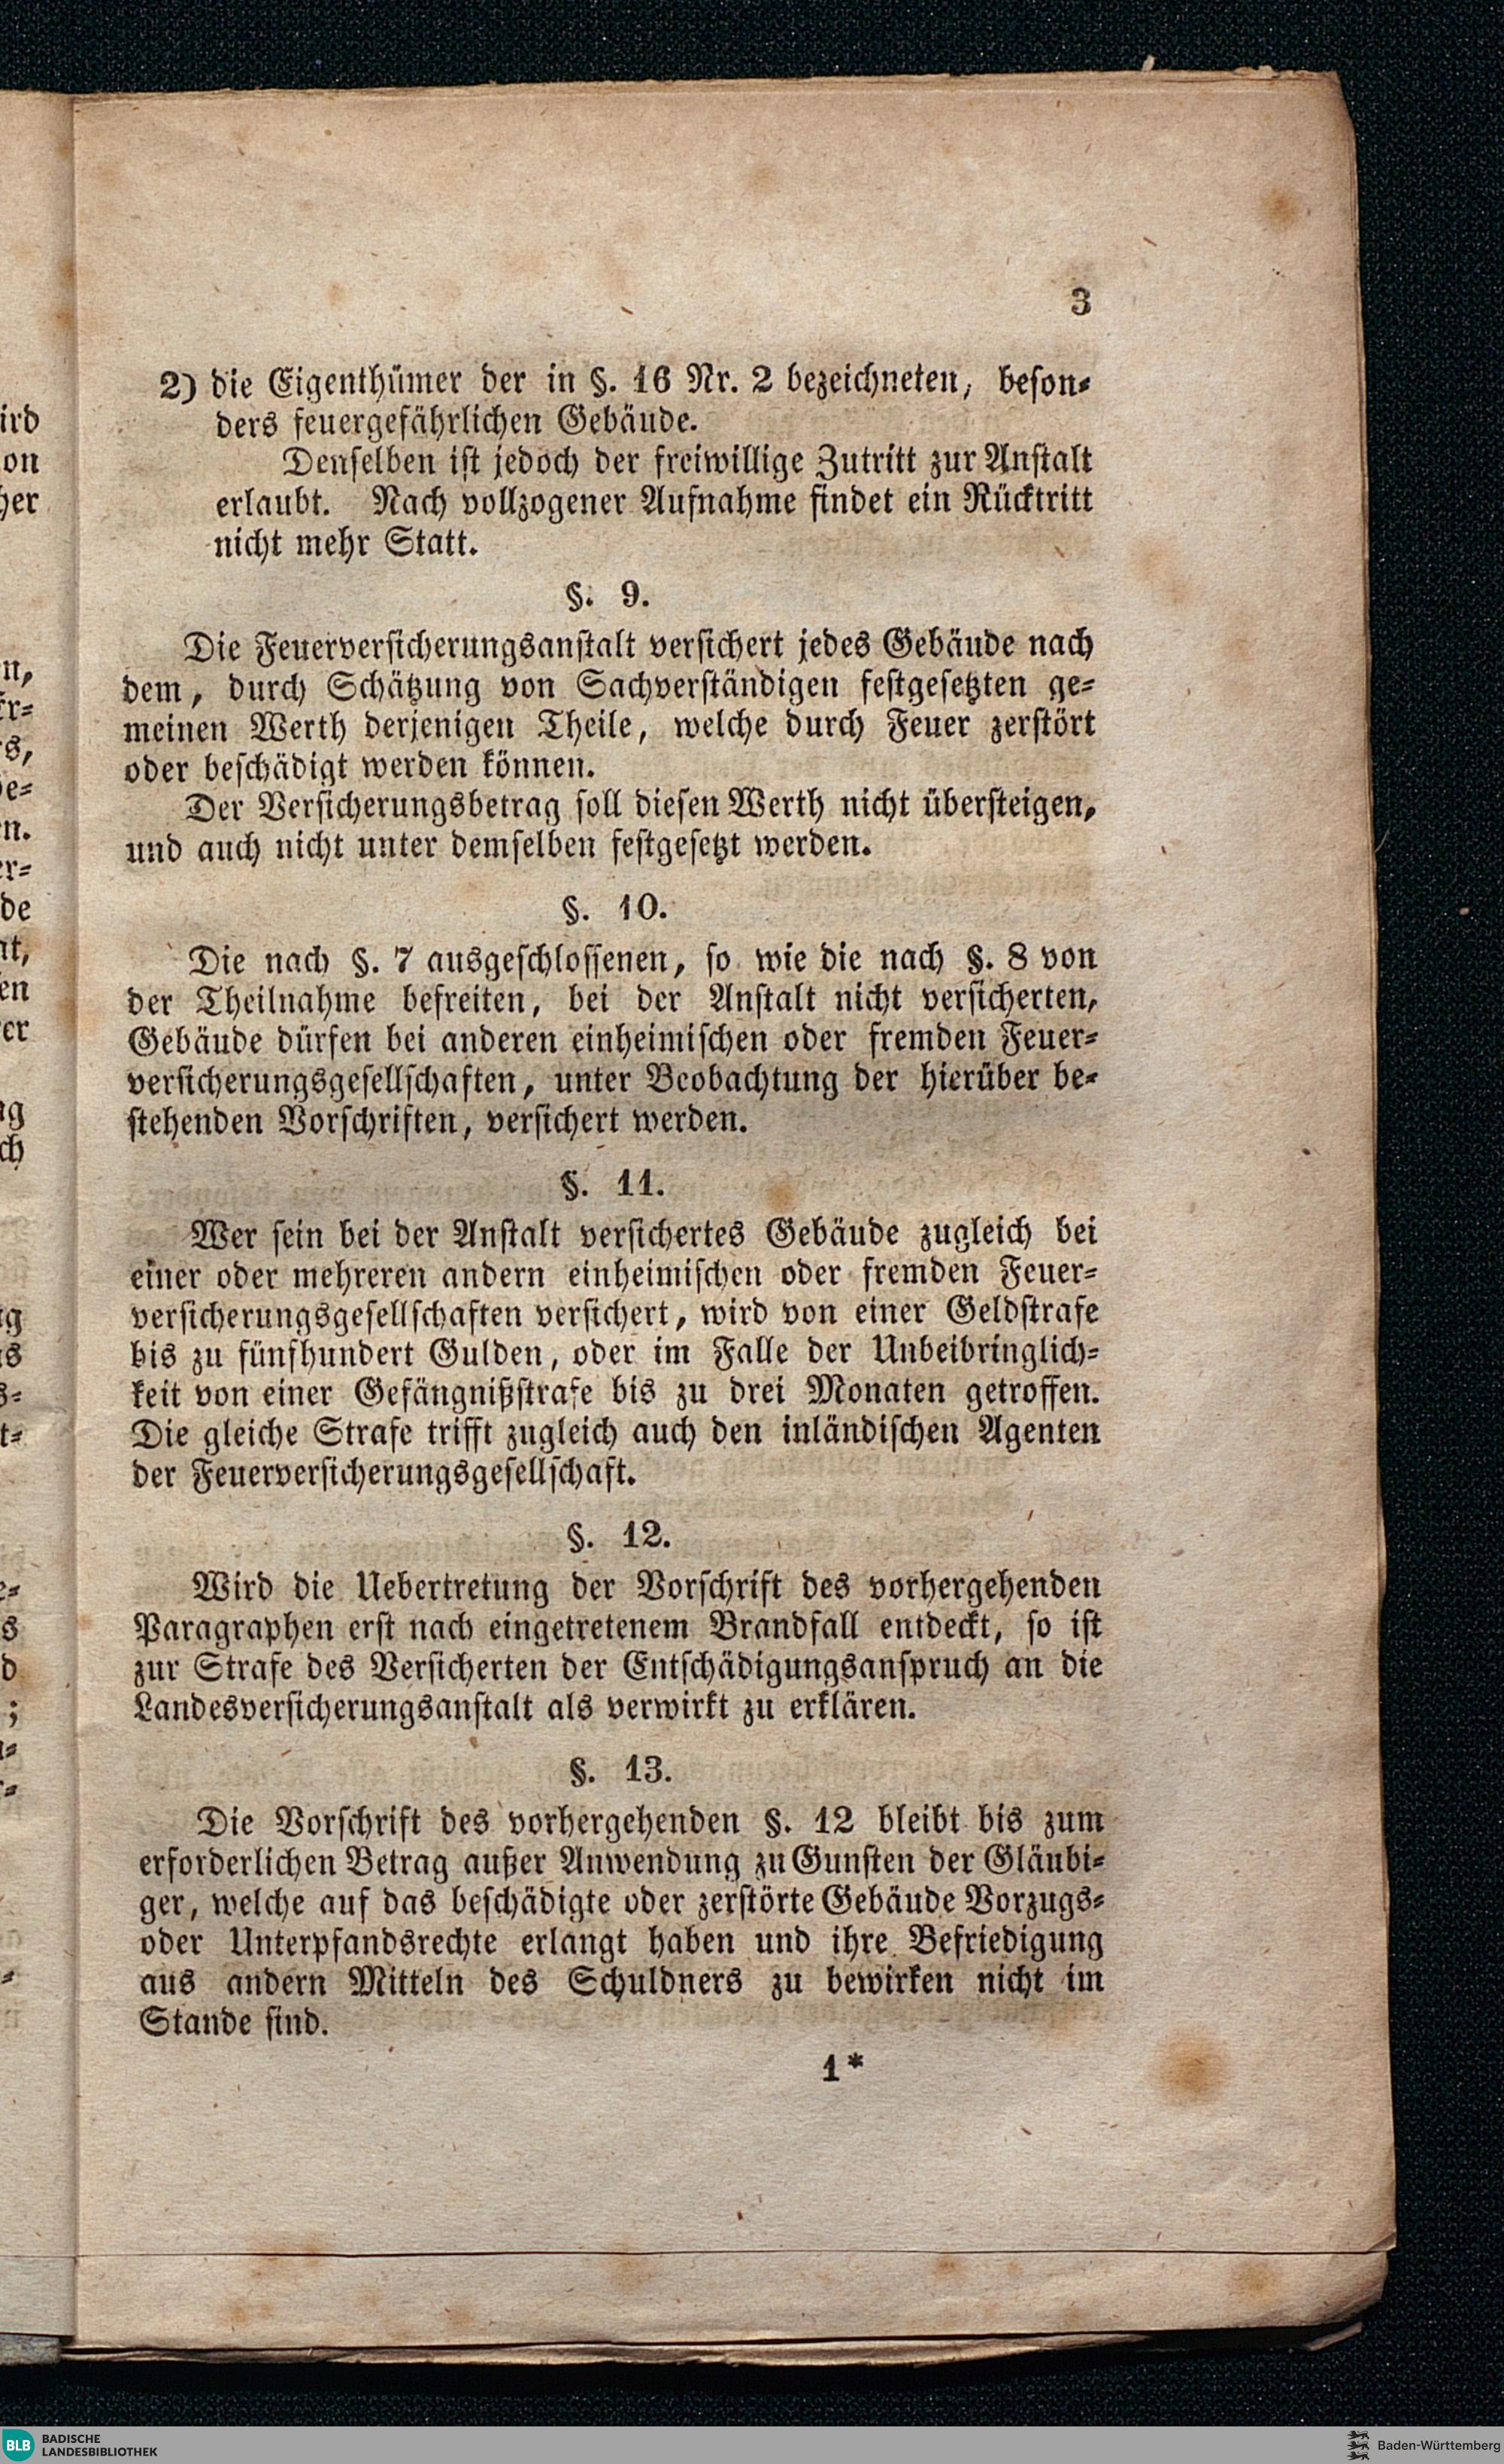 3
2) die Eigenthümer der in §. 16 Nr. 2 bezeichneten, beson-
ders feuergefährlichen Gebäude.
Denselben ist jedoch der freiwillige Zutritt zur Anstalt
erlaubt. Nach vollzogener Aufnahme findet ein Rücktritt
nicht mehr Statt.
§. 9.
Die Feuerversicherungsanstalt versichert jedes Gebäude nach
dem, durch Schätzung von Sachverständigen festgesetzten ge-
meinen Werth derjenigen Theile, welche durch Feuer zerstört
oder beschädigt werden können.
Der Versicherungsbetrag soll diesen Werth nicht übersteigen,
und auch nicht unter demselben festgesetzt werden.
§. 10.
Die nach §. 7 ausgeschlossenen, so wie die nach §. 8 von
der Theilnahme befreiten, bei der Anstalt nicht versicherten,
Gebäude dürfen bei anderen einheimischen oder fremden Feuer-
versicherungsgesellschaften, unter Beobachtung der hierüber be-
stehenden Vorschriften, versichert werden.
§. 11.
Wer sein bei der Anstalt versichertes Gebäude zugleich bei
einer oder mehreren andern einheimischen oder fremden Feuer-
versicherungsgesellschaften versichert, wird von einer Geldstrafe
bis zu fünfhundert Gulden, oder im Falle der Unbeibringlich-
keit von einer Gefängnißstrafe bis zu drei Monaten getroffen.
Die gleiche Strafe trifft zugleich auch den inländischen Agenten
der Feuerversicherungsgesellschaft.
§. 12.
Wird die Uebertretung der Vorschrift des vorhergehenden
Paragraphen erst nach eingetretenem Brandfall entdeckt, so ist
zur Strafe des Versicherten der Entschädigungsanspruch an die
Landesversicherungsanstalt als verwirkt zu erklären.
§. 13.
Die Vorschrift des vorhergehenden §. 12 bleibt bis zum
erforderlichen Betrag außer Anwendung zu Gunsten der Gläubi-
ger, welche auf das beschädigte oder zerstörte Gebäude Vorzugs-
oder Unterpfandsrechte erlangt haben und ihre Befriedigung
aus andern Mitteln des Schuldners zu bewirken nicht im
Stande sind.
1*
BLB BADISCHE
LANDESBIBLIOTHEK
Baden-Württemberg